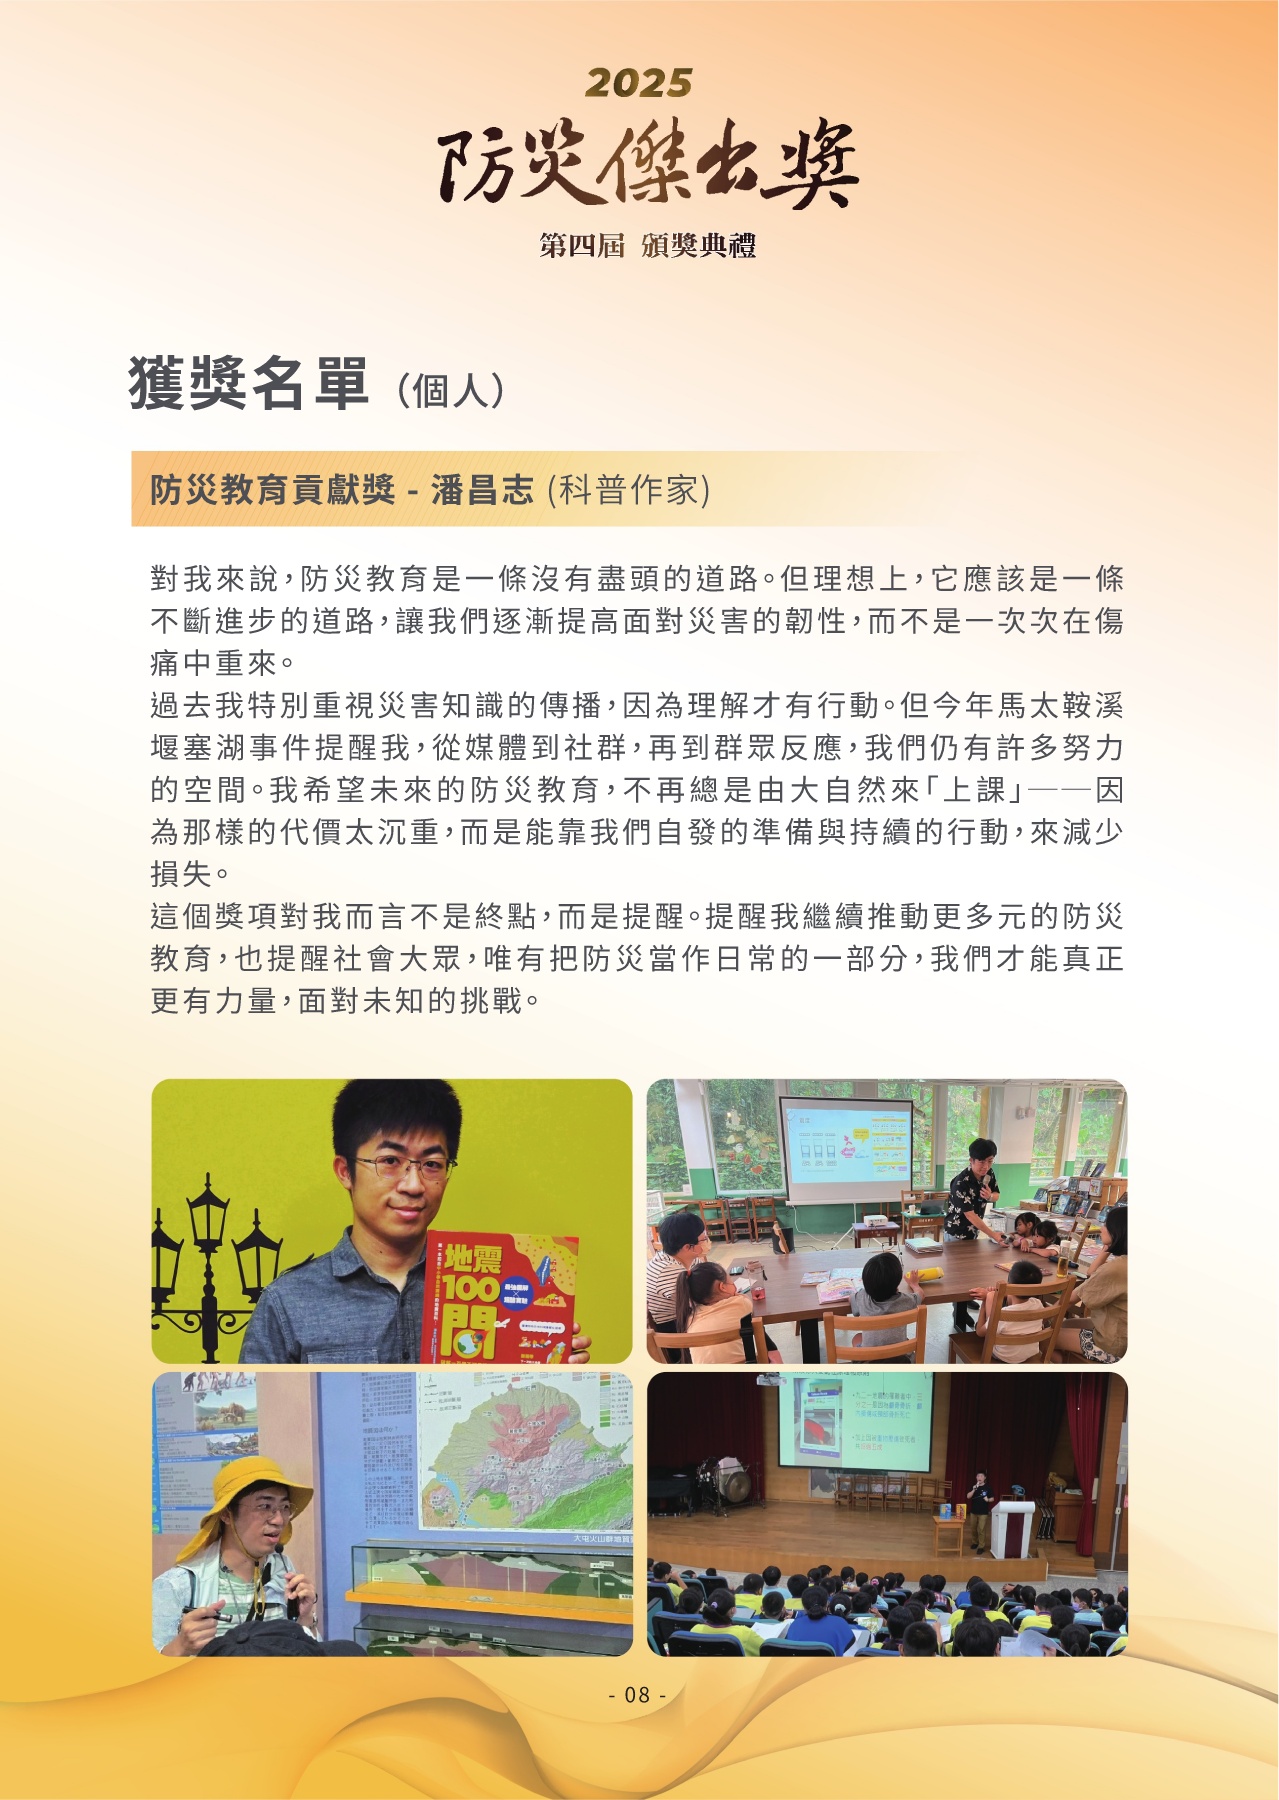 2025
防災傑出獎
第四屆 頒獎典禮
獲獎名單（個人）
防災教育貢獻獎 - 潘昌志 (科普作家)
對我來說，防災教育是一條沒有盡頭的道路。但理想上，它應該是一條
不斷進步的道路，讓我們逐漸提高面對災害的韌性，而不是一次次在傷
痛中重來。
過去我特別重視災害知識的傳播，因為理解才有行動。但今年馬太鞍溪
堰塞湖事件提醒我，從媒體到社群，再到群眾反應，我們仍有許多努力
的空間。我希望未來的防災教育，不再總是由大自然來「上課」——因
為那樣的代價太沉重，而是能靠我們自發的準備與持續的行動，來減少
損失。
這個獎項對我而言不是終點，而是提醒。提醒我繼續推動更多元的防災
教育，也提醒社會大眾，唯有把防災當作日常的一部分，我們才能真正
更有力量，面對未知的挑戰。
地震
100
問
大屯火山群地質圖
- 08 -